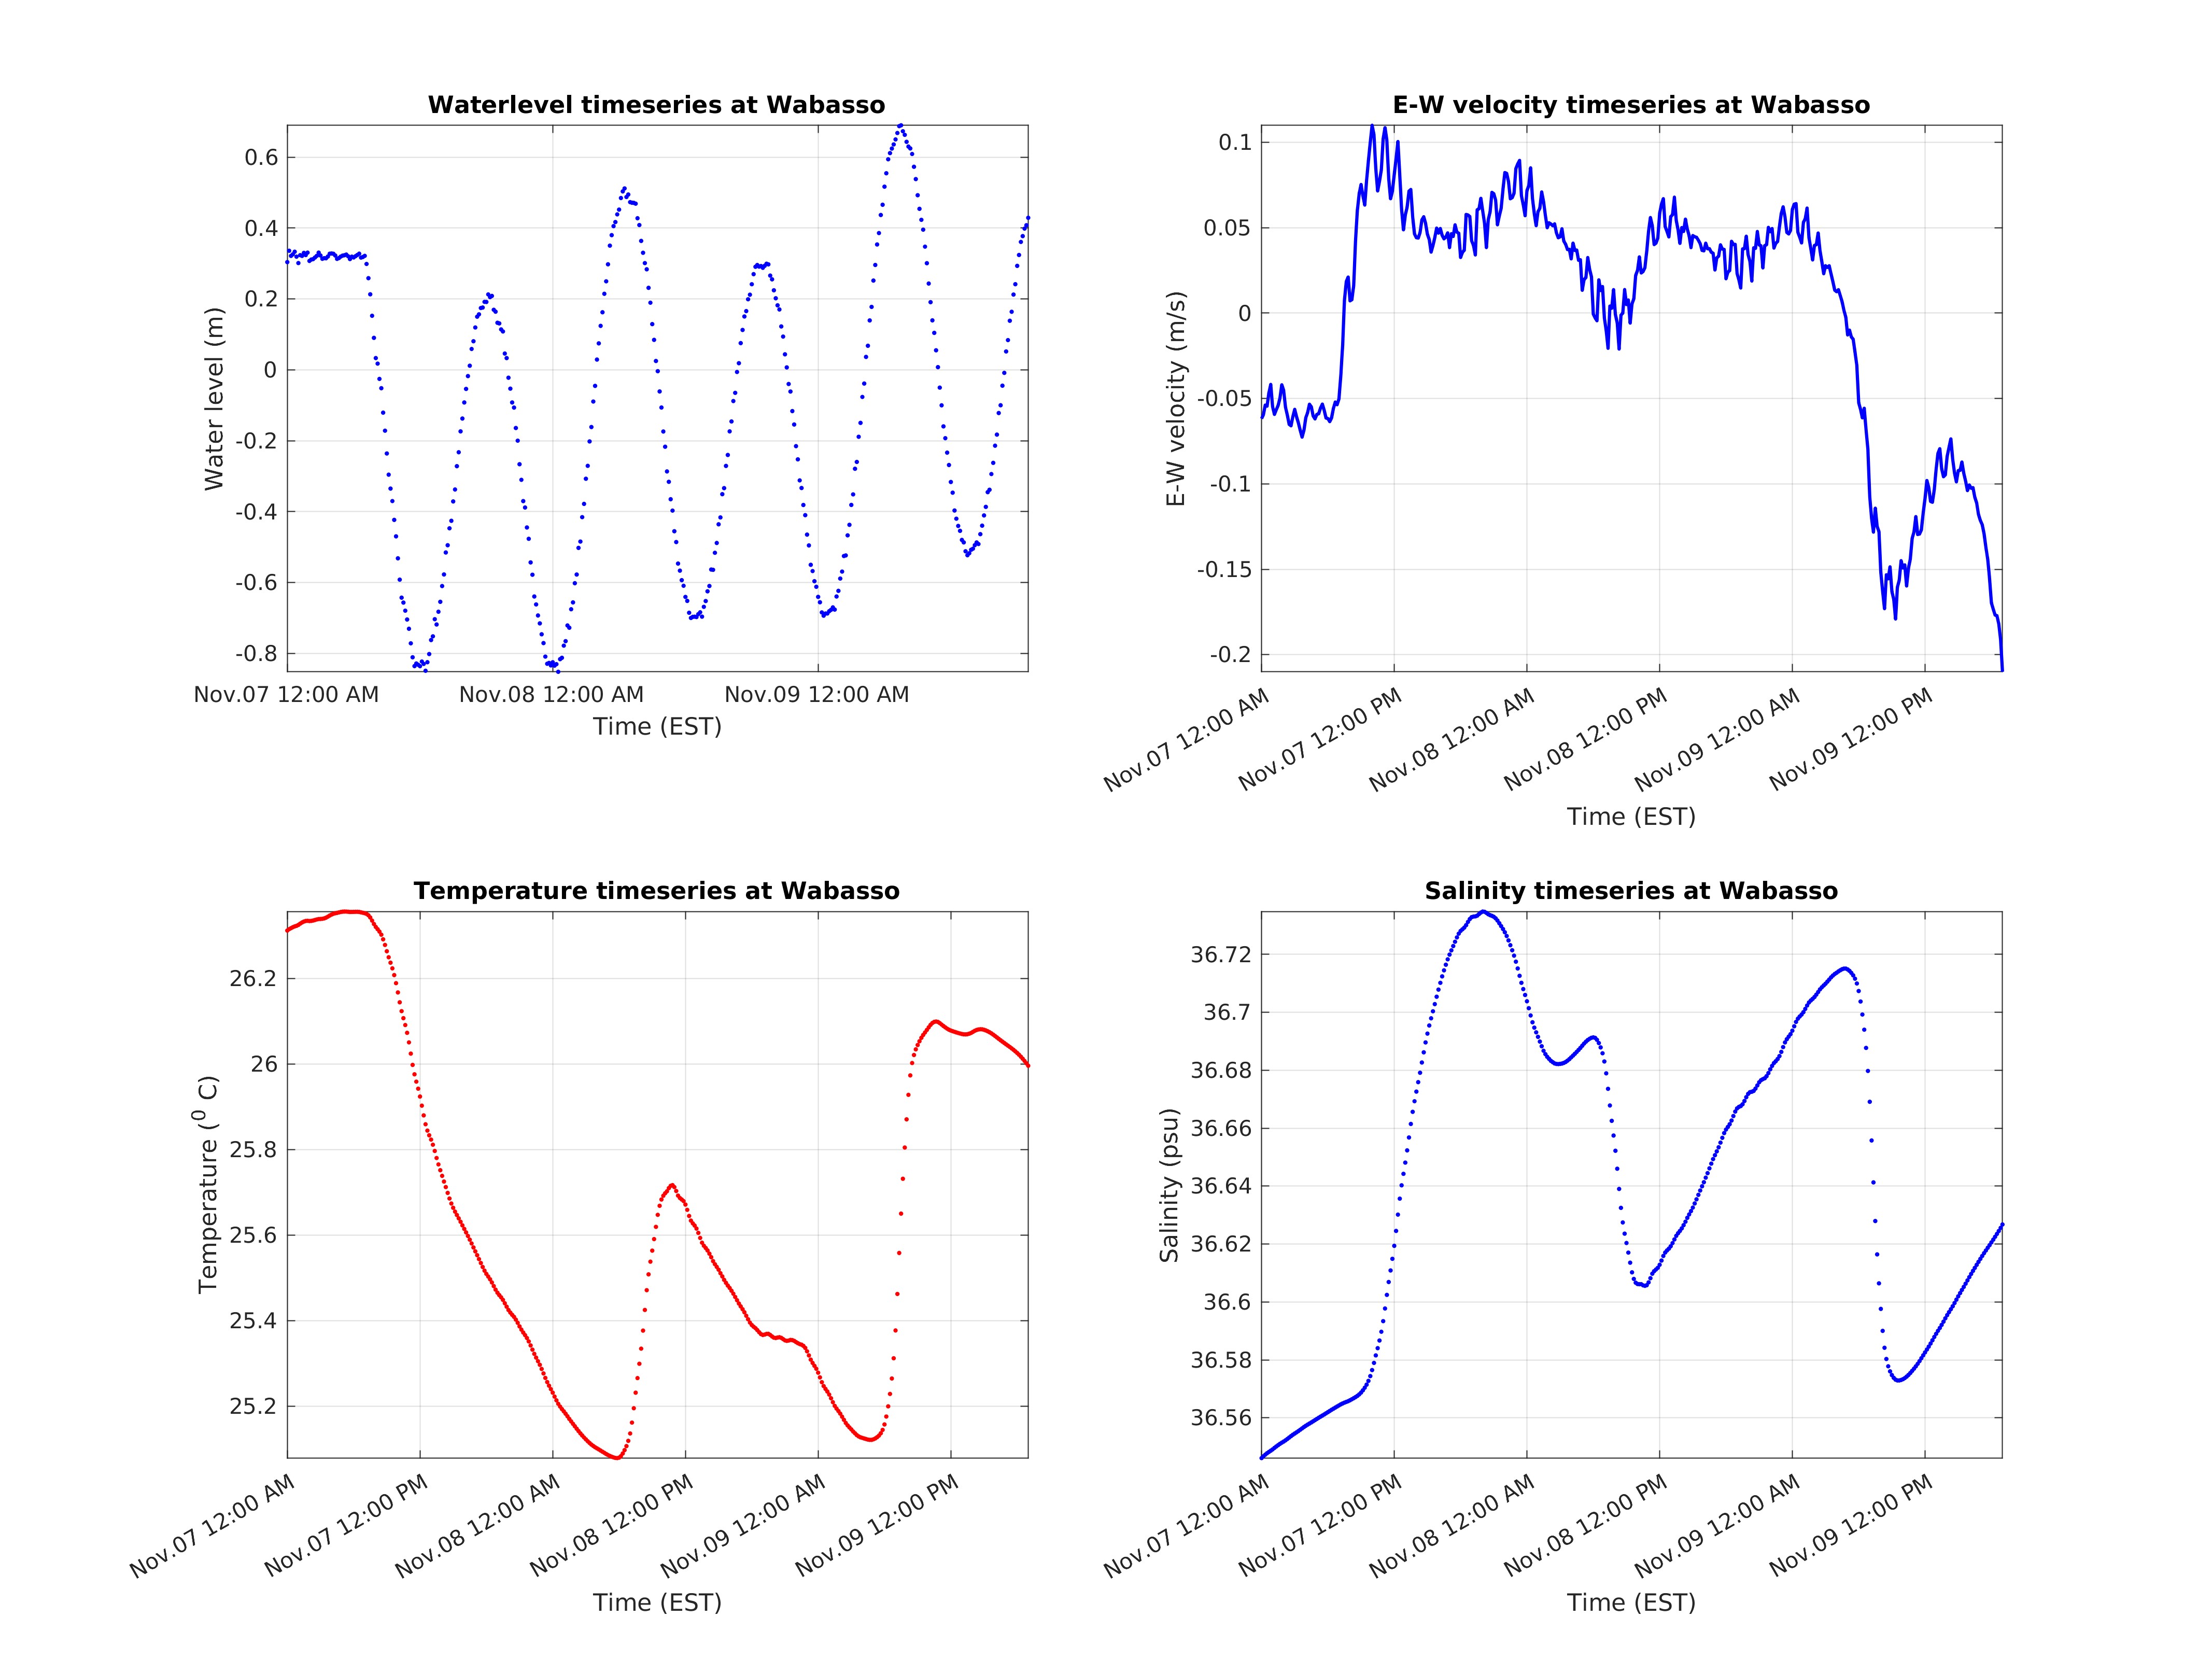 Waterlevel timeseries at Wabasso
0.6
0.4
0.2
0
-0.2
-0.4
-0.6
-0.8
Water level (m)
Nov.07 12:00 AM
Nov.08 12:00 AM
Nov.09 12:00 AM
Time (EST)
E-W velocity timeseries at Wabasso
0.1
0.05
0
-0.05
-0.1
-0.15
-0.2
E-W velocity (m/s)
Nov.07 12:00 AM
Nov.07 12:00 PM
Nov.08 12:00 AM
Nov.08 12:00 PM
Nov.09 12:00 AM
Nov.09 12:00 PM
Time (EST)
Temperature timeseries at Wabasso
26.2
26
25.8
25.6
25.4
25.2
Temperature (⁰ C)
Nov.07 12:00 AM
Nov.07 12:00 PM
Nov.08 12:00 AM
Nov.08 12:00 PM
Nov.09 12:00 AM
Nov.09 12:00 PM
Time (EST)
Salinity timeseries at Wabasso
36.72
36.7
36.68
36.66
36.64
36.62
36.6
36.58
36.56
Salinity (psu)
Nov.07 12:00 AM
Nov.07 12:00 PM
Nov.08 12:00 AM
Nov.08 12:00 PM
Nov.09 12:00 AM
Nov.09 12:00 PM
Time (EST)